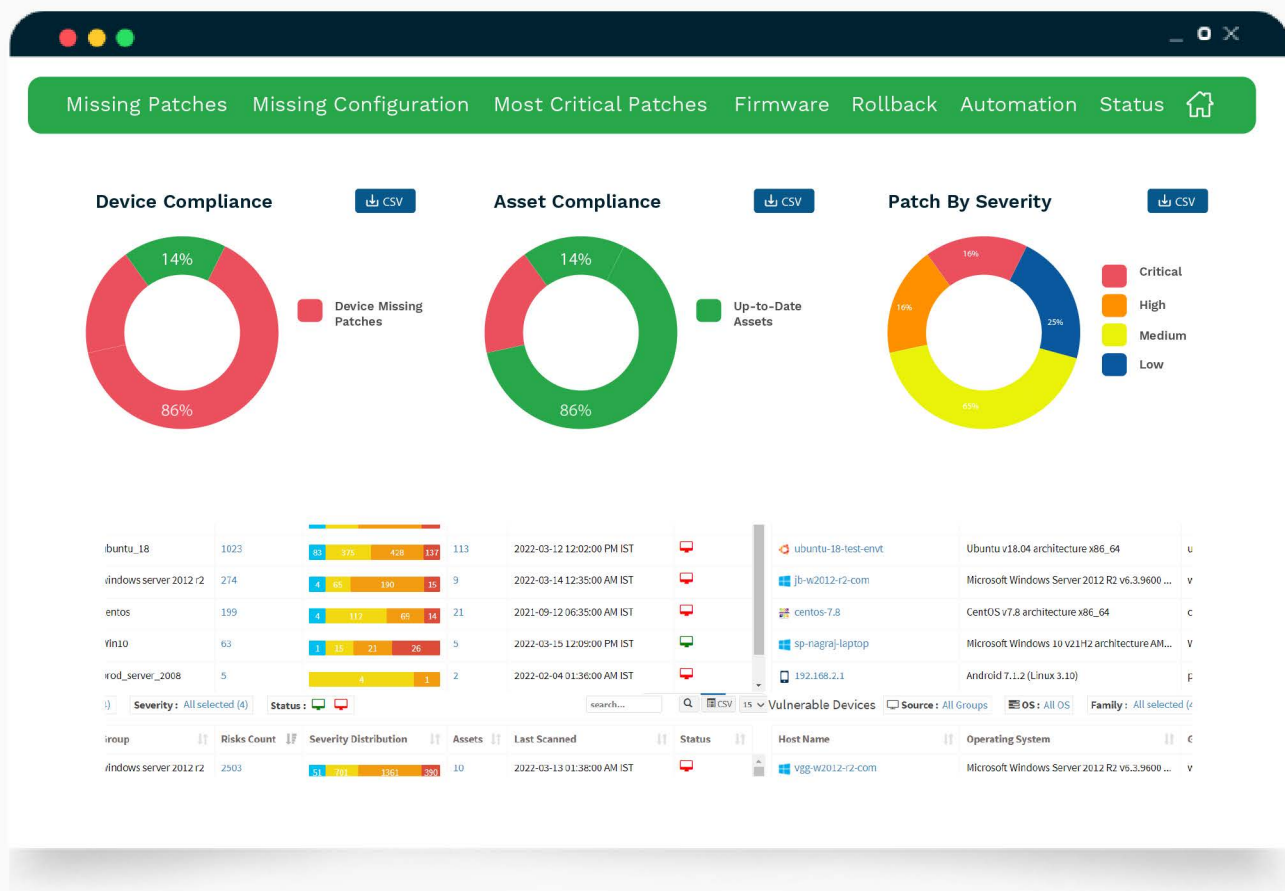 Missing Patches Missing Configuration Most Critical Patches Firmware Rollback Automation Status
Device Compliance CSV
14%
86%
Device Missing
Patches
Asset Compliance CSV
14%
86%
Up-to-Date
Assets
Patch By Severity CSV
16%
16%
25%
65%
Critical
High
Medium
Low
buntu_18 1023 83 375 428 137 113 2022-03-12 12:02:00 PM IST ubuntu-18-test-envt Ubuntu v18.04 architecture x86_64 u
vindows server 2012 r2 274 4 65 190 15 9 2022-03-14 12:35:00 AM IST jb-w2012-r2-com Microsoft Windows Server 2012 R2 v6.3.9600 ...
entos 199 4 112 69 14 21 2021-09-12 06:35:00 AM IST centos-7.8 CentOS v7.8 architecture x86_64 c
Vin10 63 1 15 21 26 5 2022-03-15 12:09:00 PM IST sp-nagraj-laptop Microsoft Windows 10 v21H2 architecture AM...
rod_server_2008 5 4 1 2 2022-02-04 01:36:00 AM IST 192.168.2.1 Android 7.1.2 (Linux 3.10) p
Severity : All selected (4) Status : search... CSV 15 Vulnerable Devices Source : All Groups OS : All OS Family : All selected (4
roup Risks Count Severity Distribution Assets Last Scanned Status Host Name Operating System
vindows server 2012 r2 2503 51 701 1361 390 10 2022-03-13 01:38:00 AM IST vgg-w2012-r2-com Microsoft Windows Server 2012 R2 v6.3.9600 ...